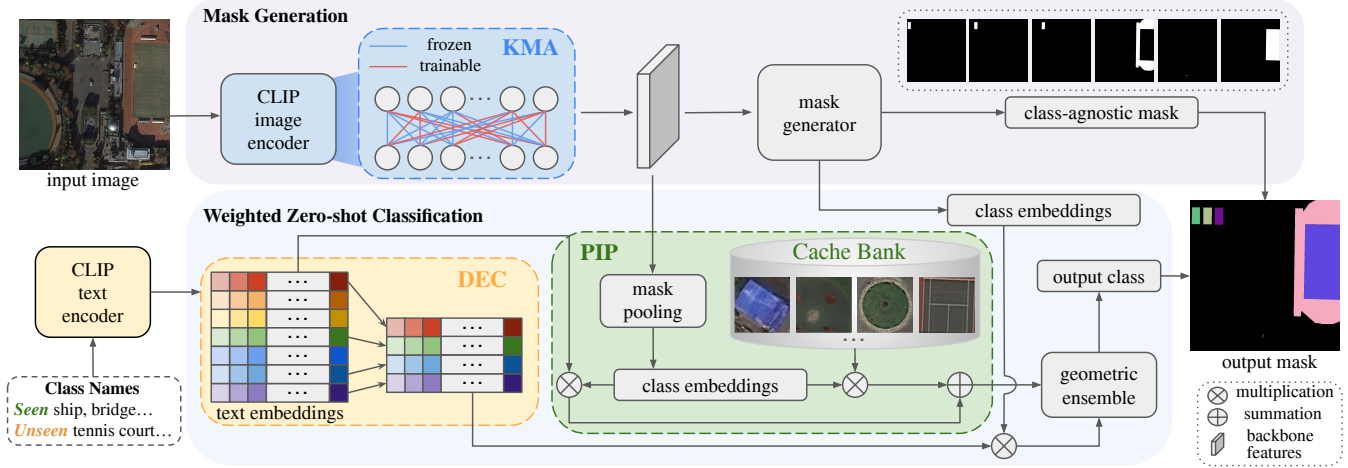 Mask Generation
KMA
frozen
trainable
CLIP
image
encoder
...
...
mask
generator
class-agnostic mask
input image
Weighted Zero-shot Classification
class embeddings
CLIP
text
encoder
DEC
...
...
...
...
...
...
...
...
...
...
text embeddings
PIP
mask
pooling
Cache Bank
...
class embeddings
output class
geometric
ensemble
output mask
Class Names
Seen ship, bridge...
Unseen tennis court...
multiplication
summation
backbone
features